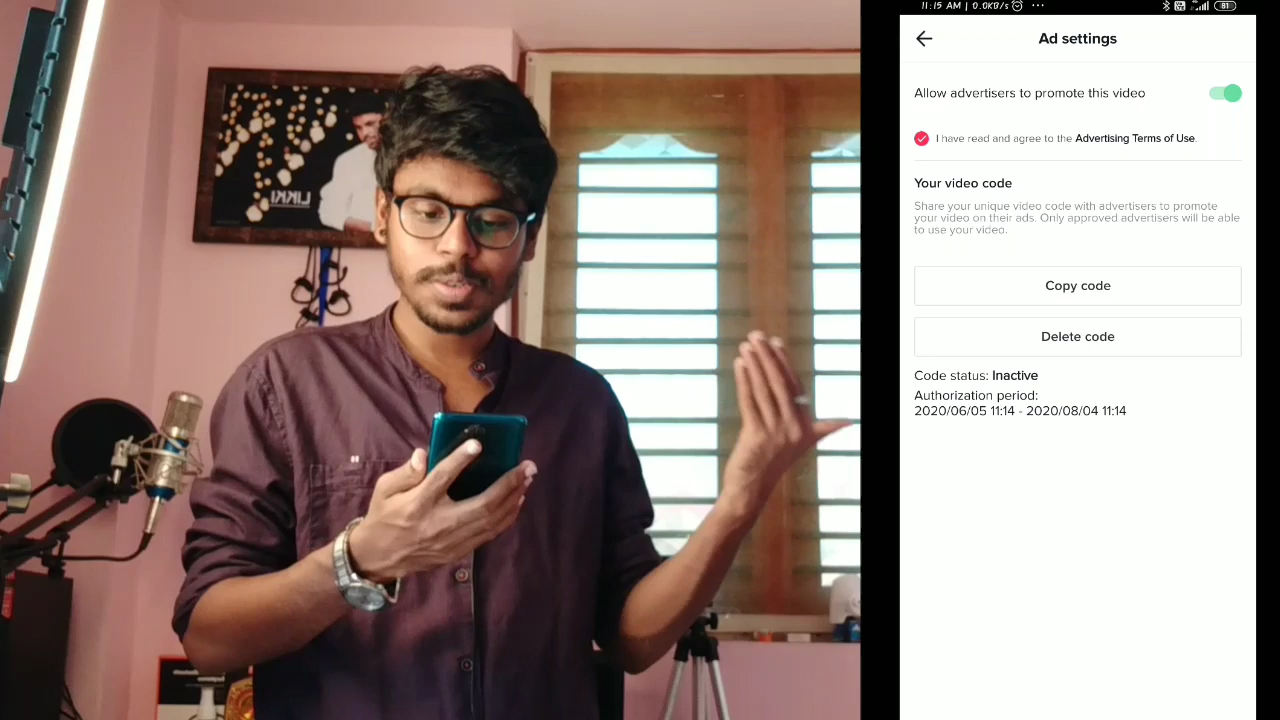 LIKKI
11:15 AM | 0.0KB/s ...
81
Ad settings
Allow advertisers to promote this video
I have read and agree to the Advertising Terms of Use.
Your video code
Share your unique video code with advertisers to promote
your video on their ads. Only approved advertisers will be able
to use your video.
Copy code
Delete code
Code status: Inactive
Authorization period:
2020/06/05 11:14 - 2020/08/04 11:14